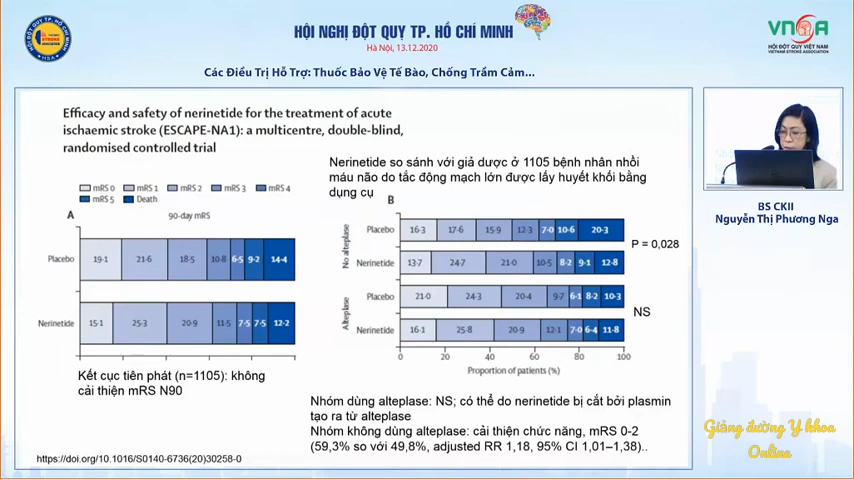 HỘI NGHỊ ĐỘT QUỴ TP. HỒ CHÍ MINH
Hà Nội, 13.12.2020
HỘI ĐỘT QUỴ TP. HỒ CHÍ MINH
STROKE
ASSOCIATION
VNSA
HỘI ĐỘT QUỴ VIỆT NAM
VIETNAM STROKE ASSOCIATION
Các Điều Trị Hỗ Trợ: Thuốc Bảo Vệ Tế Bào, Chống Trầm Cảm...
Efficacy and safety of nerinetide for the treatment of acute
ischaemic stroke (ESCAPE-NA1): a multicentre, double-blind,
randomised controlled trial
Nerinetide so sánh với giả dược ở 1105 bệnh nhân nhồi
máu não do tắc động mạch lớn được lấy huyết khối bằng
dụng cụ
mRS 0 mRS 1 mRS 2 mRS 3 mRS 4
mRS 5 Death
A
90-day mRS
Placebo 19·1 21·6 18·5 10·8 6·5 9·2 14·4
Nerinetide 15·1 25·3 20·9 11·5 7·5 7·5 12·2
B
No alteplase
Placebo 16·3 17·6 15·9 12·3 7·0 10·6 20·3
Nerinetide 13·7 24·7 21·0 10·5 8·2 9·1 12·8
P = 0,028
Alteplase
Placebo 21·0 24·3 20·4 9·7 6·1 8·2 10·3
Nerinetide 16·1 25·8 20·9 12·1 7·0 6·4 11·8
NS
0 20 40 60 80 100
Proportion of patients (%)
Kết cục tiên phát (n=1105): không
cải thiện mRS N90
Nhóm dùng alteplase: NS; có thể do nerinetide bị cắt bởi plasmin
tạo ra từ alteplase
Nhóm không dùng alteplase: cải thiện chức năng, mRS 0-2
(59,3% so với 49,8%, adjusted RR 1,18, 95% CI 1,01–1,38)..
https://doi.org/10.1016/S0140-6736(20)30258-0
BS CKII
Nguyễn Thị Phương Nga
Giảng đường Y khoa
Online